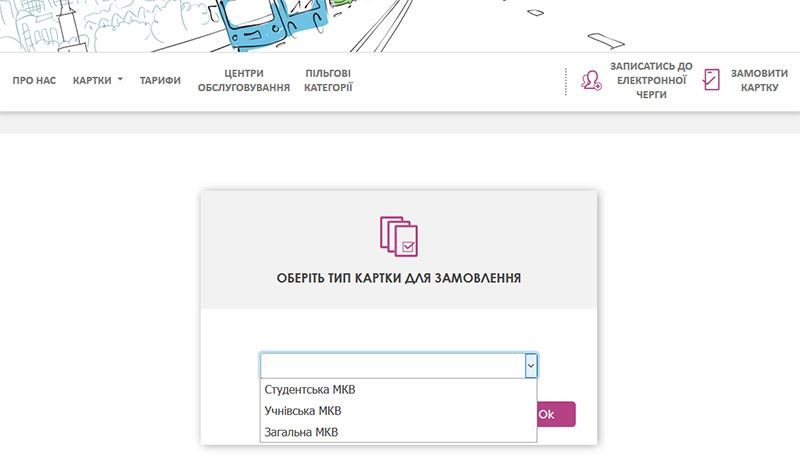 ПРО НАС
КАРТКИ
ТАРИФИ
ЦЕНТРИ
ОБСЛУГОВУВАННЯ
ПІЛЬГОВІ
КАТЕГОРІЇ
ЗАПИСАТИСЬ ДО
ЕЛЕКТРОННОЇ
ЧЕРГИ
ЗАМОВИТИ
КАРТКУ
ОБЕРІТЬ ТИП КАРТКИ ДЛЯ ЗАМОВЛЕННЯ
Студентська МКВ
Учнівська МКВ
Ok
Загальна МКВ